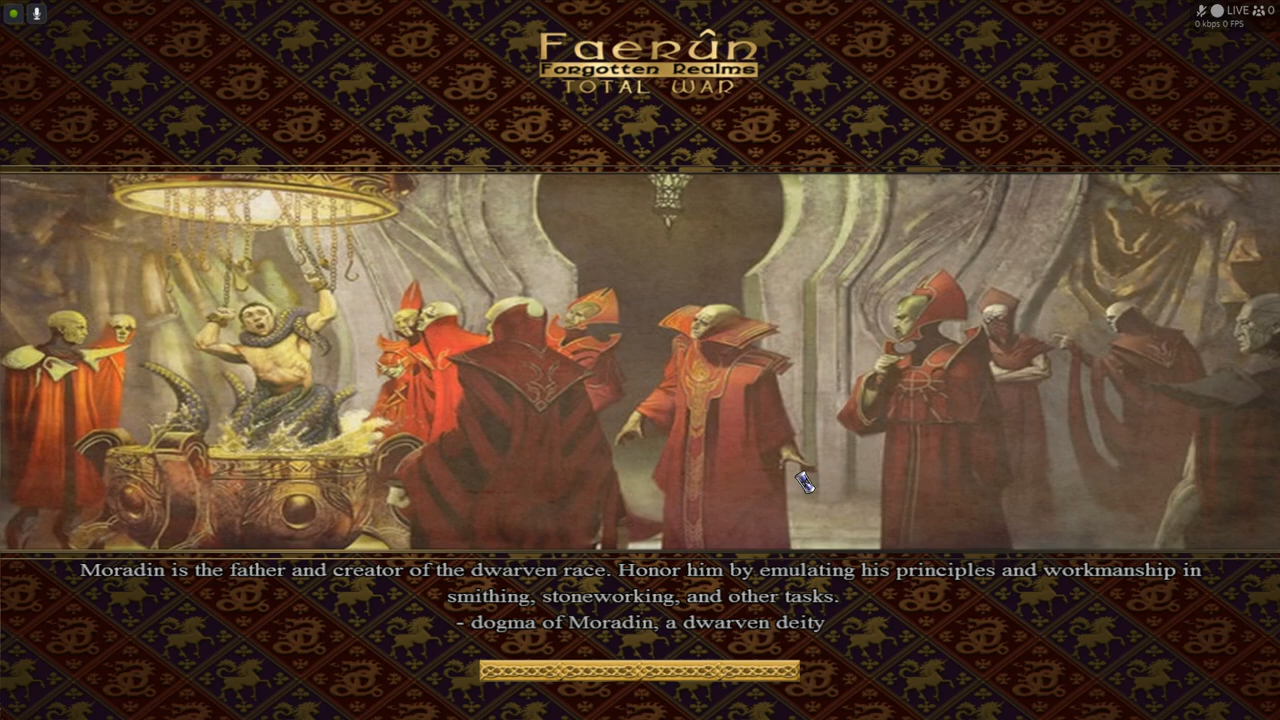 LIVE 0
0 kbps 0 FPS
Faerûn
Forgotten Realms
TOTAL WAR
Moradin is the father and creator of the dwarven race. Honor him by emulating his principles and workmanship in
smithing, stoneworking, and other tasks.
- dogma of Moradin, a dwarven deity